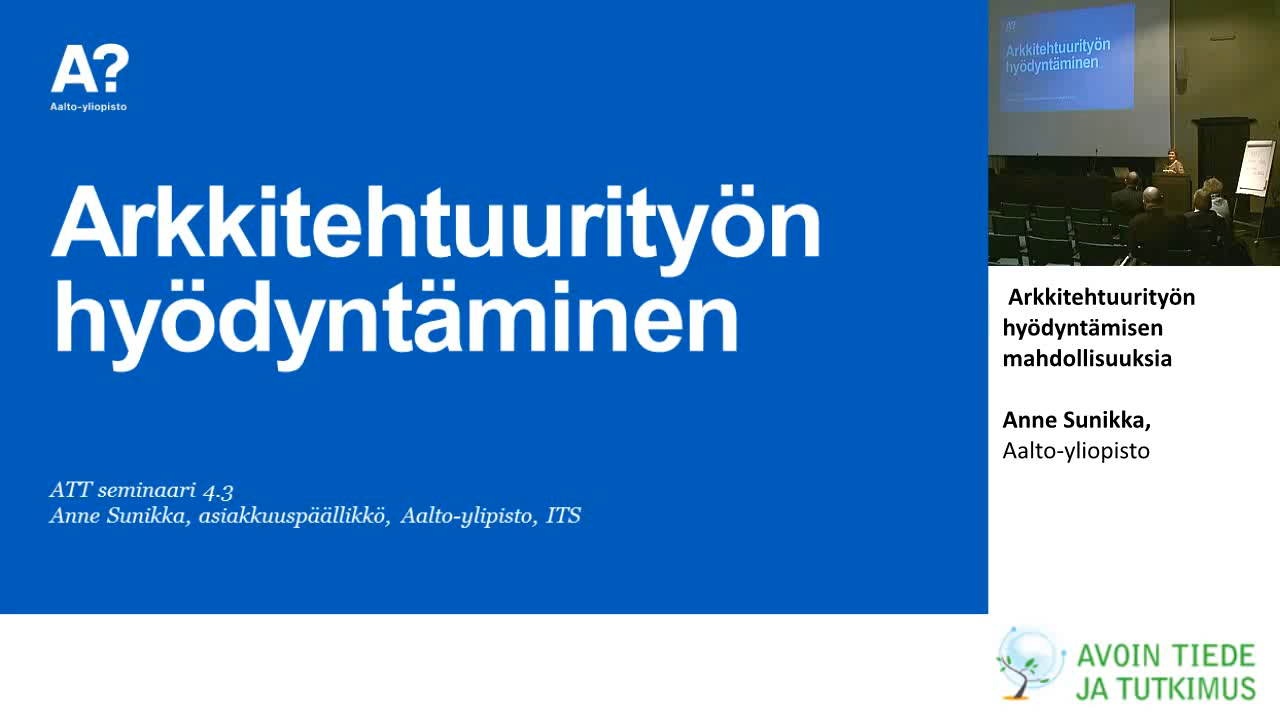 A?
Aalto-yliopisto
Arkkitehtuurityön
hyödyntäminen
ATT seminaari 4.3
Anne Sunikka, asiakkuuspäällikkö, Aalto-ylipisto, ITS
Arkkitehtuurityön
hyödyntäminen
Arkkitehtuurityön
hyödyntämisen
mahdollisuuksia
Anne Sunikka,
Aalto-yliopisto
AVOIN TIEDE
JA TUTKIMUS